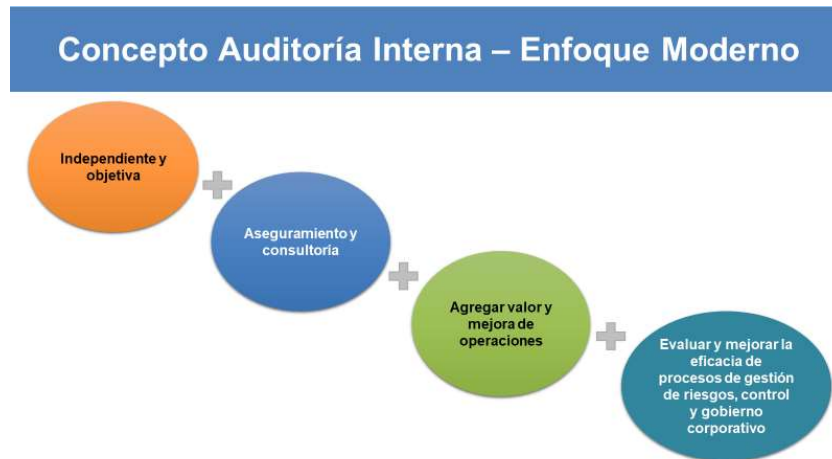 Concepto Auditoría Interna – Enfoque Moderno
Independiente y
objetiva
Aseguramiento y
consultoría
Agregar valor y
mejora de
operaciones
Evaluar y mejorar la
eficacia de
procesos de gestión
de riesgos, control
y gobierno
corporativo